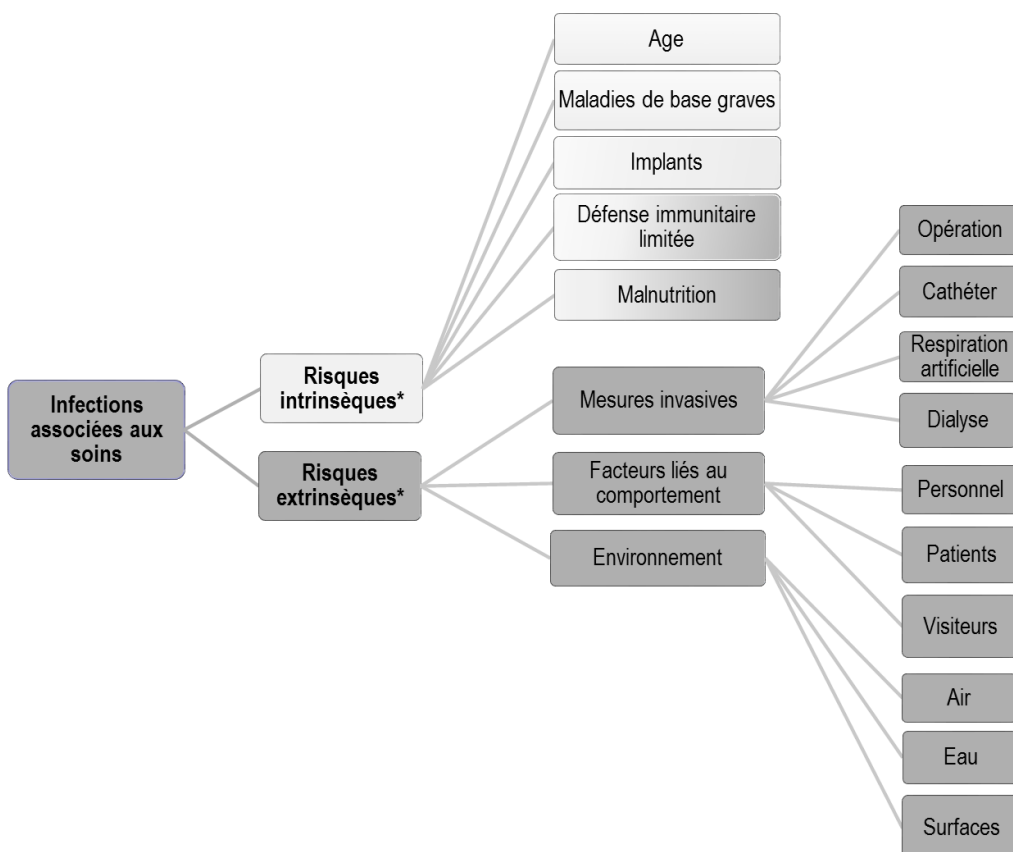 Infections
associées aux
soins
Risques
intrinsèques*
Age
Maladies de base graves
Implants
Défense immunitaire
limitée
Malnutrition
Risques
extrinsèques*
Mesures invasives
Opération
Cathéter
Respiration
artificielle
Dialyse
Facteurs liés au
comportement
Personnel
Patients
Visiteurs
Environnement
Air
Eau
Surfaces